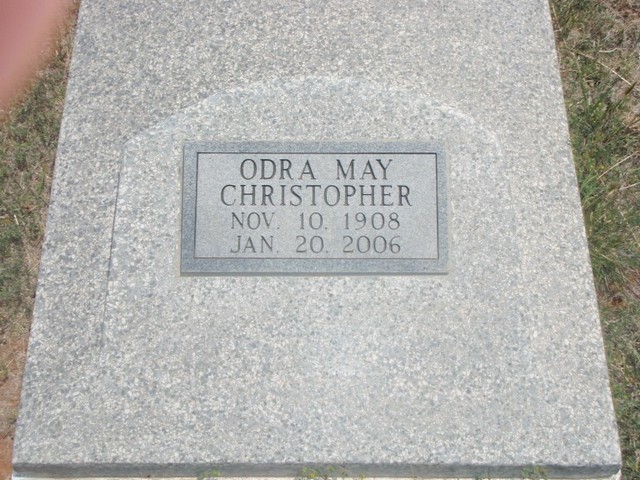 ODRA MAY
CHRISTOPHER
NOV. 10. 1908
JAN. 20. 2006